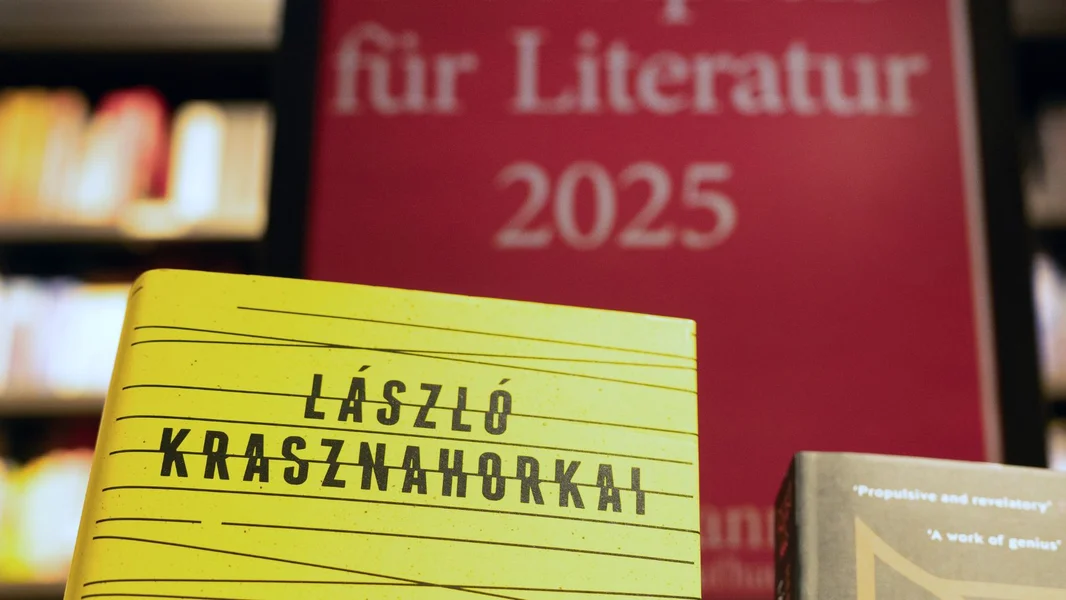 für Literatur
2025
LÁSZLÓ
KRASZNAHORKAI
'Propulsive and revelatory'
'A work of genius'